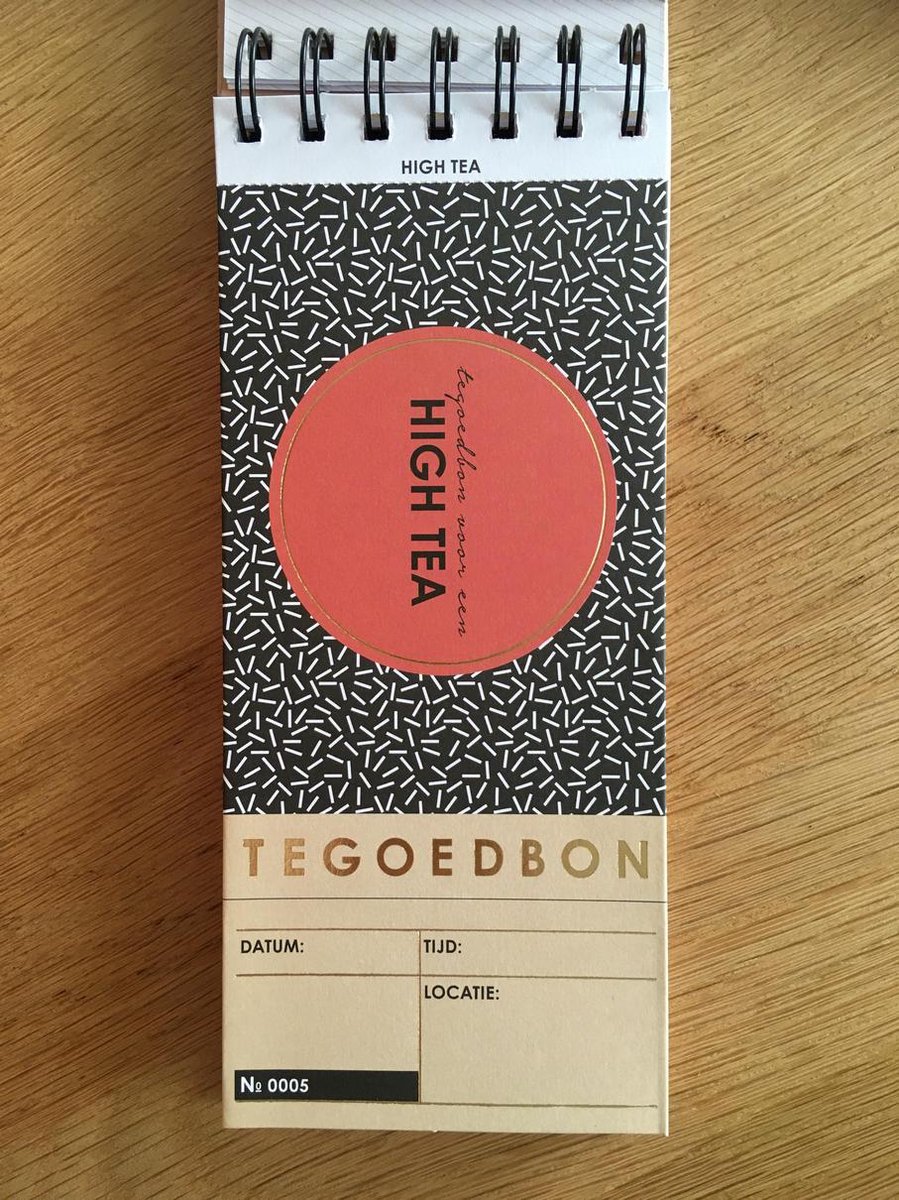 HIGH TEA
tegoedbon voor een
HIGH TEA
TEGOEDBON
DATUM:
TIJD:
LOCATIE:
№ 0005